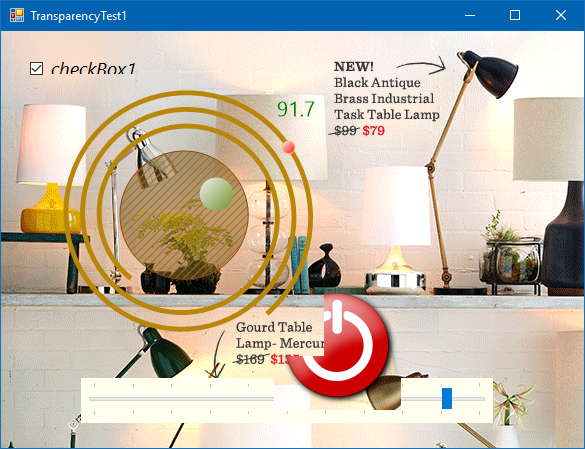 TransparencyTest1
checkBox1
91.7
NEW!
Black Antique
Brass Industrial
Task Table Lamp
$99 $79
Gourd Table
Lamp- Mercur
$169